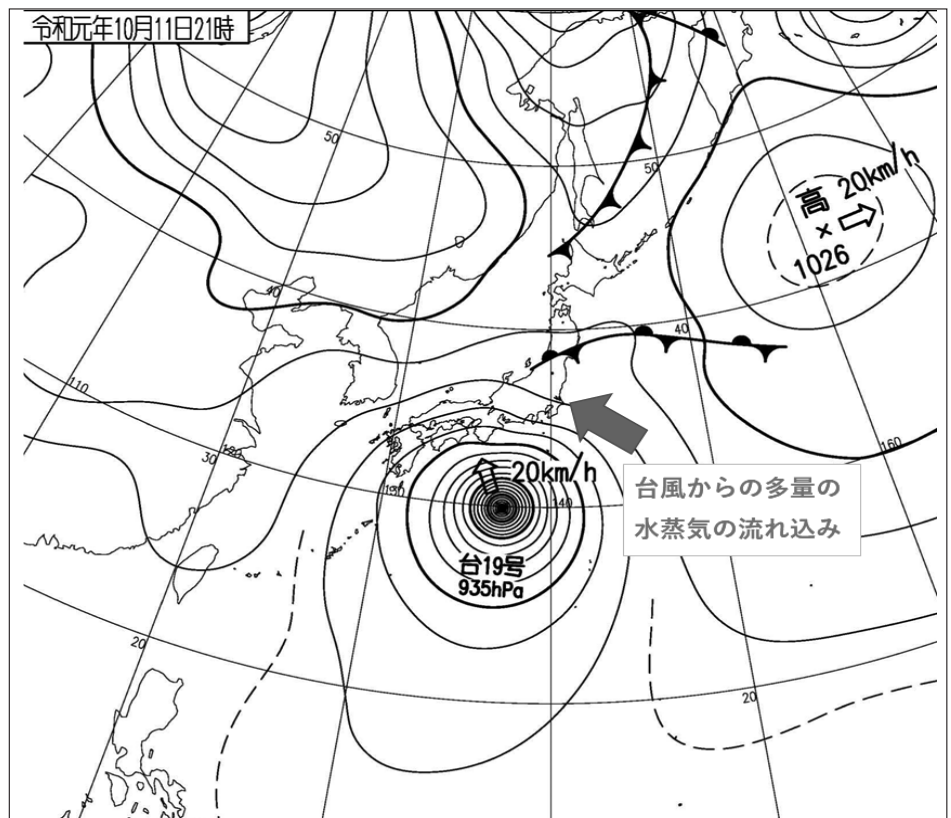 令和元年10月11日21時
50
50
高 20km/h
×
1026
40
40
110
160
30
120
130
20km/h
140
台風からの多量の
水蒸気の流れ込み
台19号
935hPa
20
20